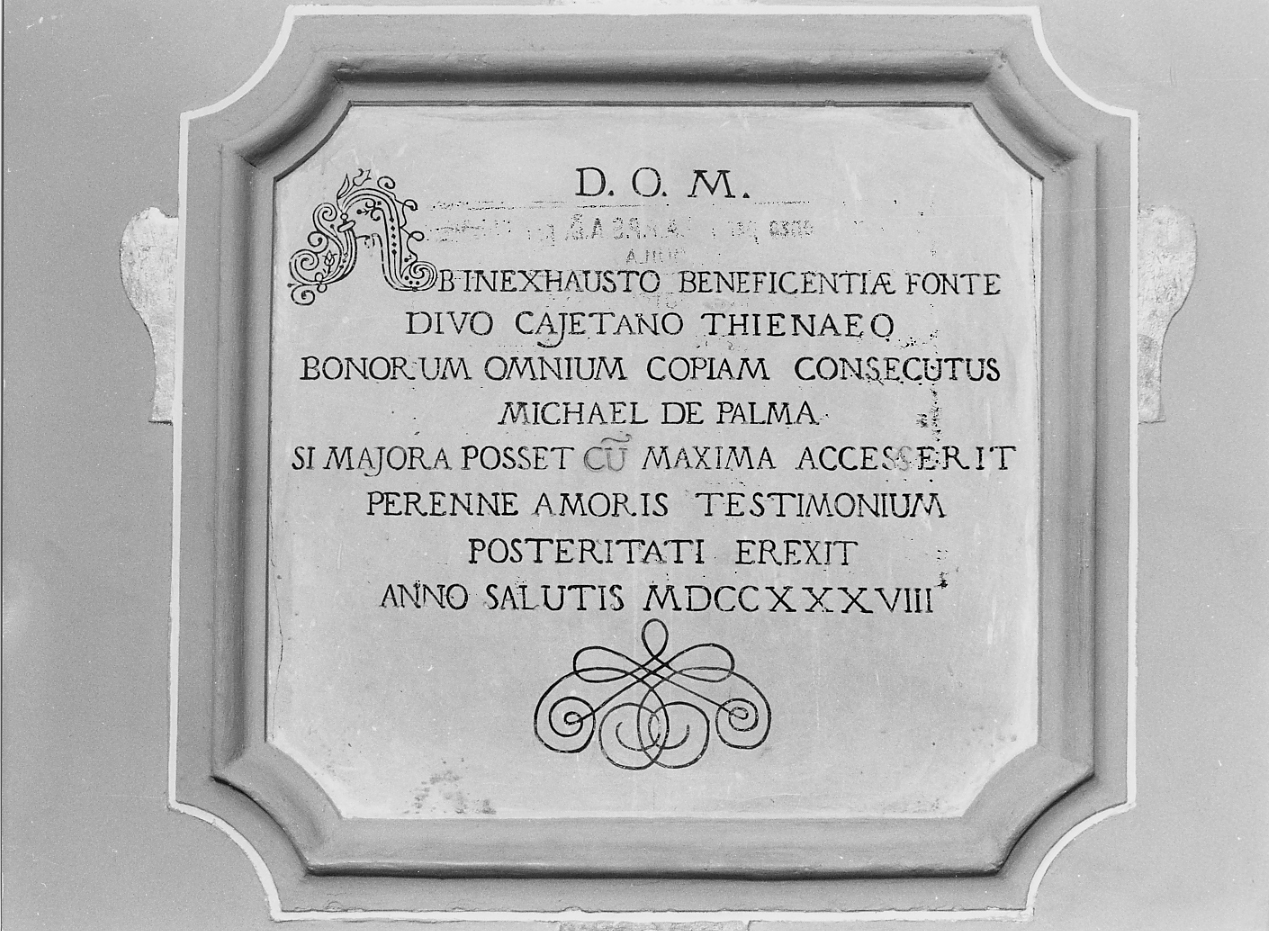 D. O. M.
AB INEXHAUSTO BENEFICENTIÆ FONTE
DIVO CAJETANO THIENAEO
BONORUM OMNIUM COPIAM CONSECUTUS
MICHAEL DE PALMA
SI MAJORA POSSET CŨ MAXIMA ACCESSERIT
PERENNE AMORIS TESTIMONIUM
POSTERITATI EREXIT
ANNO SALUTIS MDCCXXXVIII